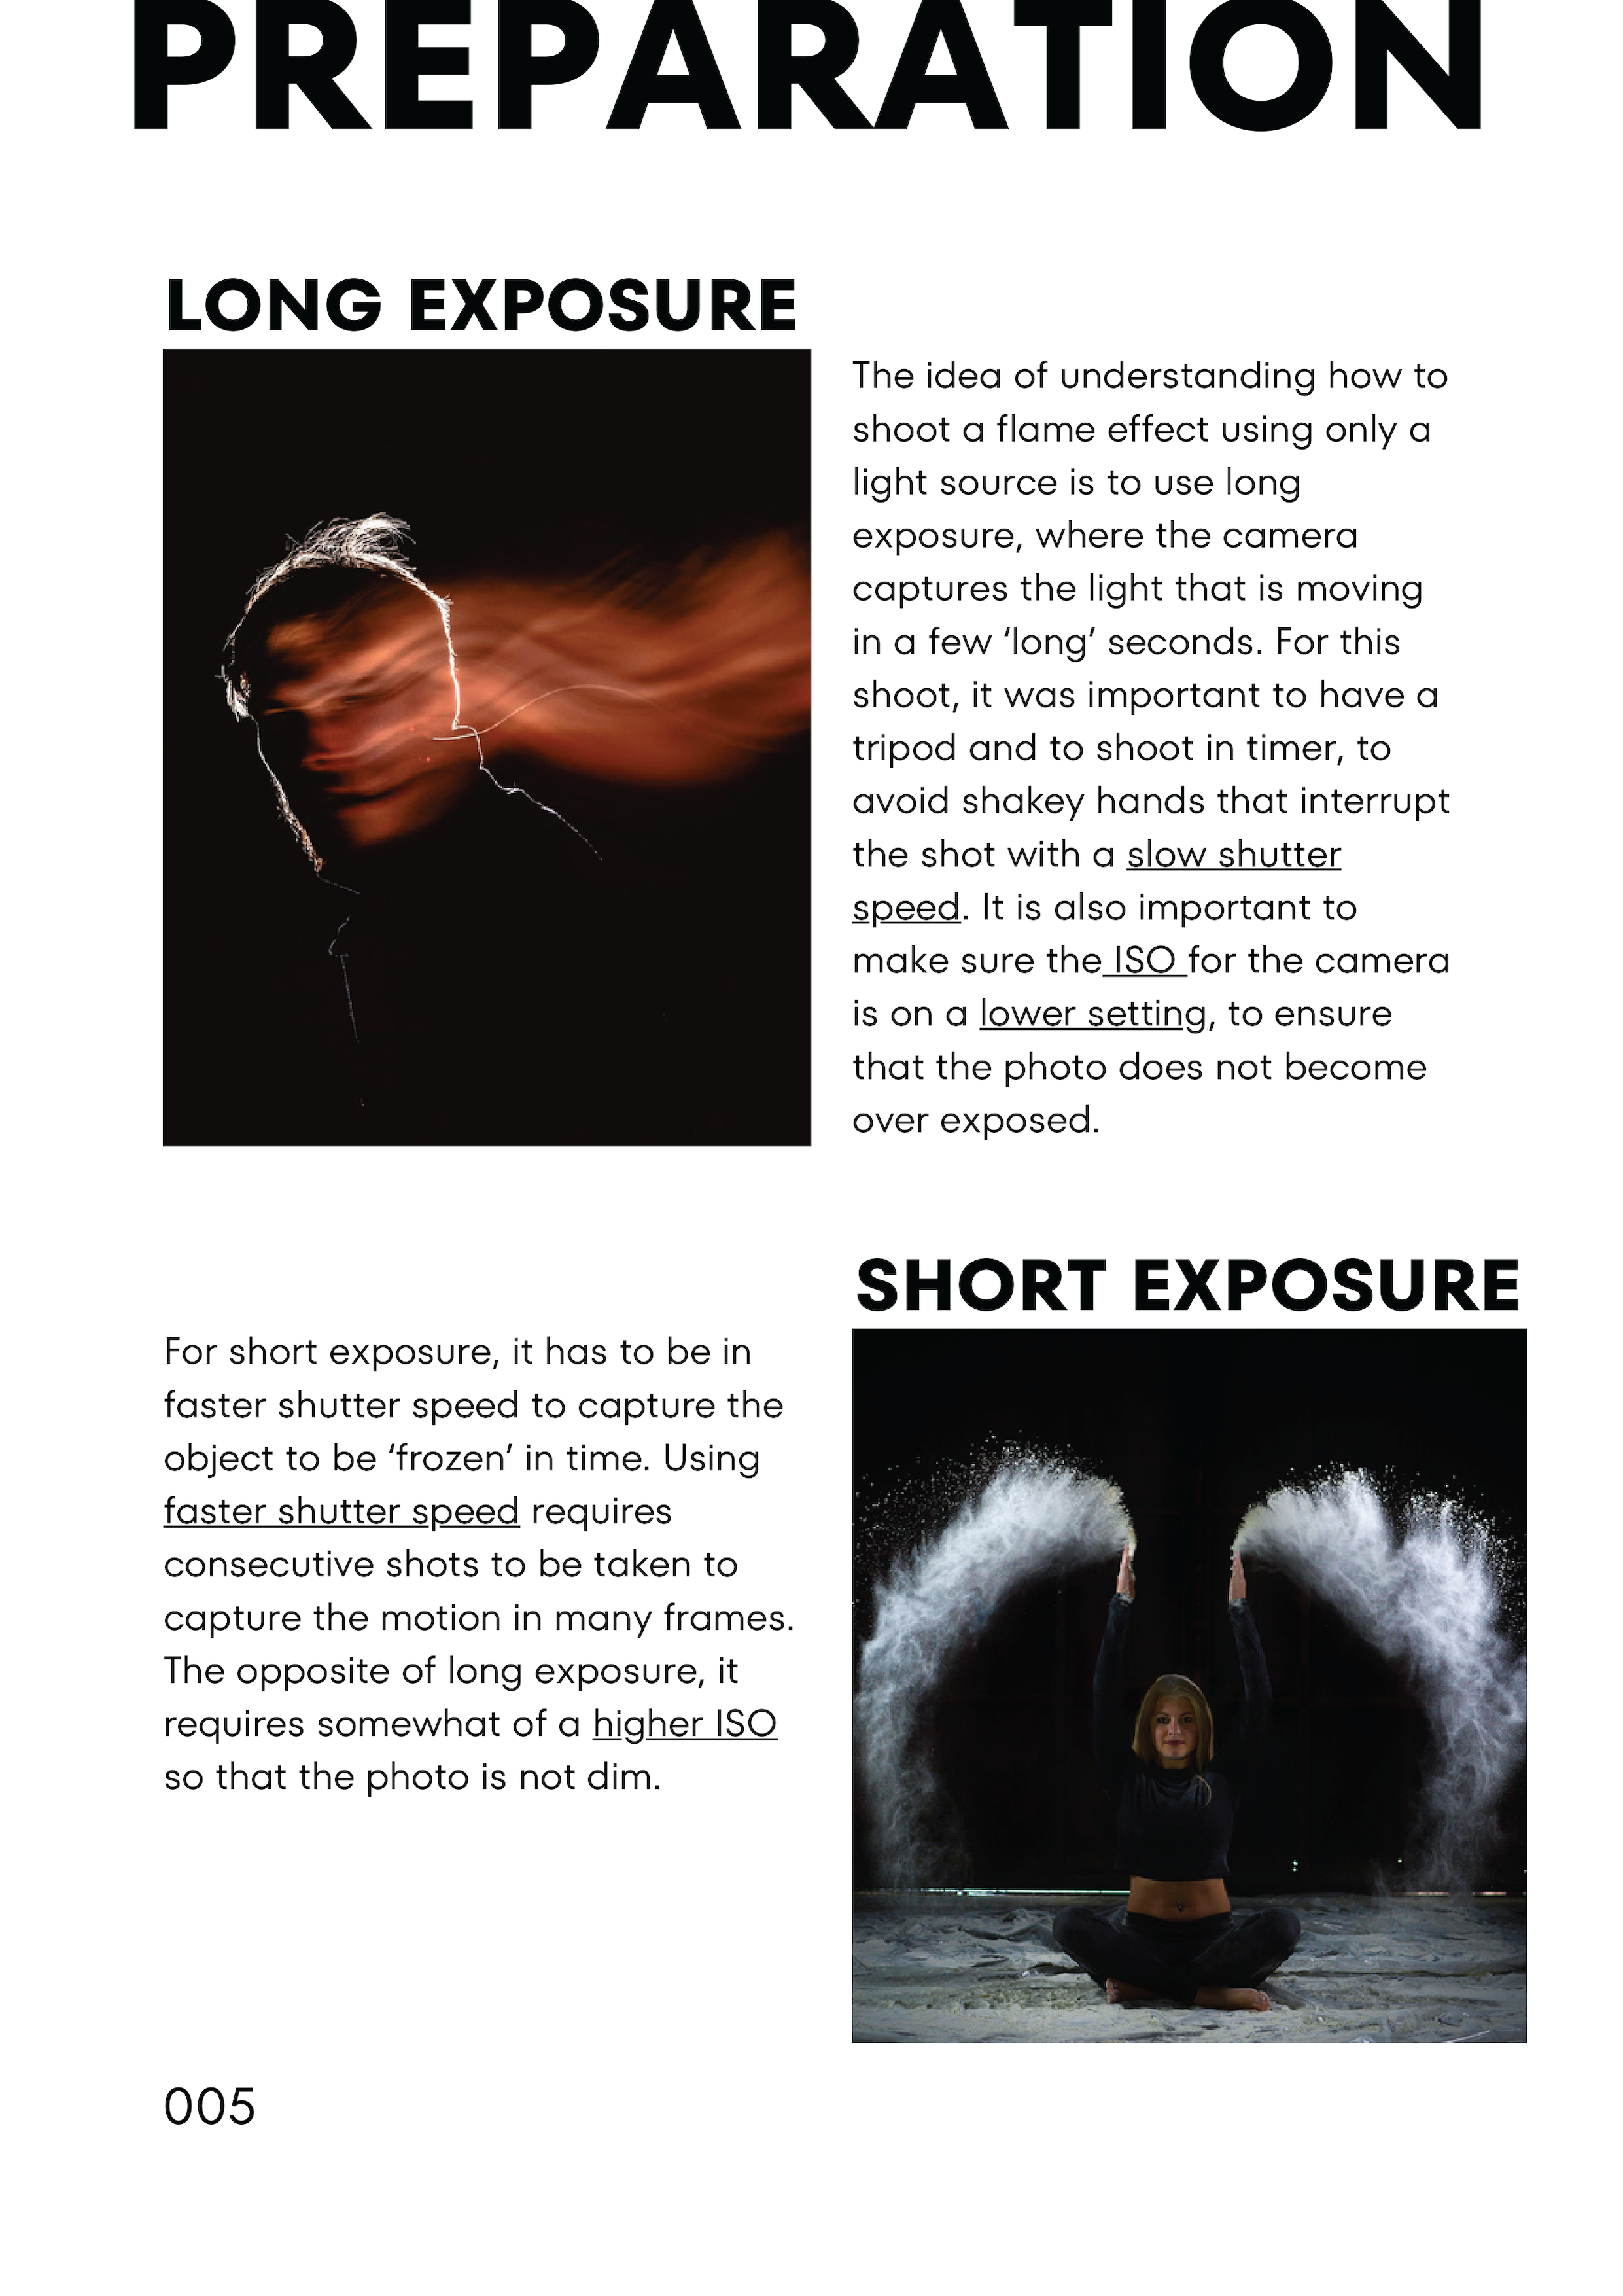 PREPARATION
LONG EXPOSURE
The idea of understanding how to
shoot a flame effect using only a
light source is to use long
exposure, where the camera
captures the light that is moving
in a few ‘long’ seconds. For this
shoot, it was important to have a
tripod and to shoot in timer, to
avoid shakey hands that interrupt
the shot with a slow shutter
speed. It is also important to
make sure the ISO for the camera
is on a lower setting, to ensure
that the photo does not become
over exposed.
SHORT EXPOSURE
For short exposure, it has to be in
faster shutter speed to capture the
object to be ‘frozen’ in time. Using
faster shutter speed requires
consecutive shots to be taken to
capture the motion in many frames.
The opposite of long exposure, it
requires somewhat of a higher ISO
so that the photo is not dim.
005